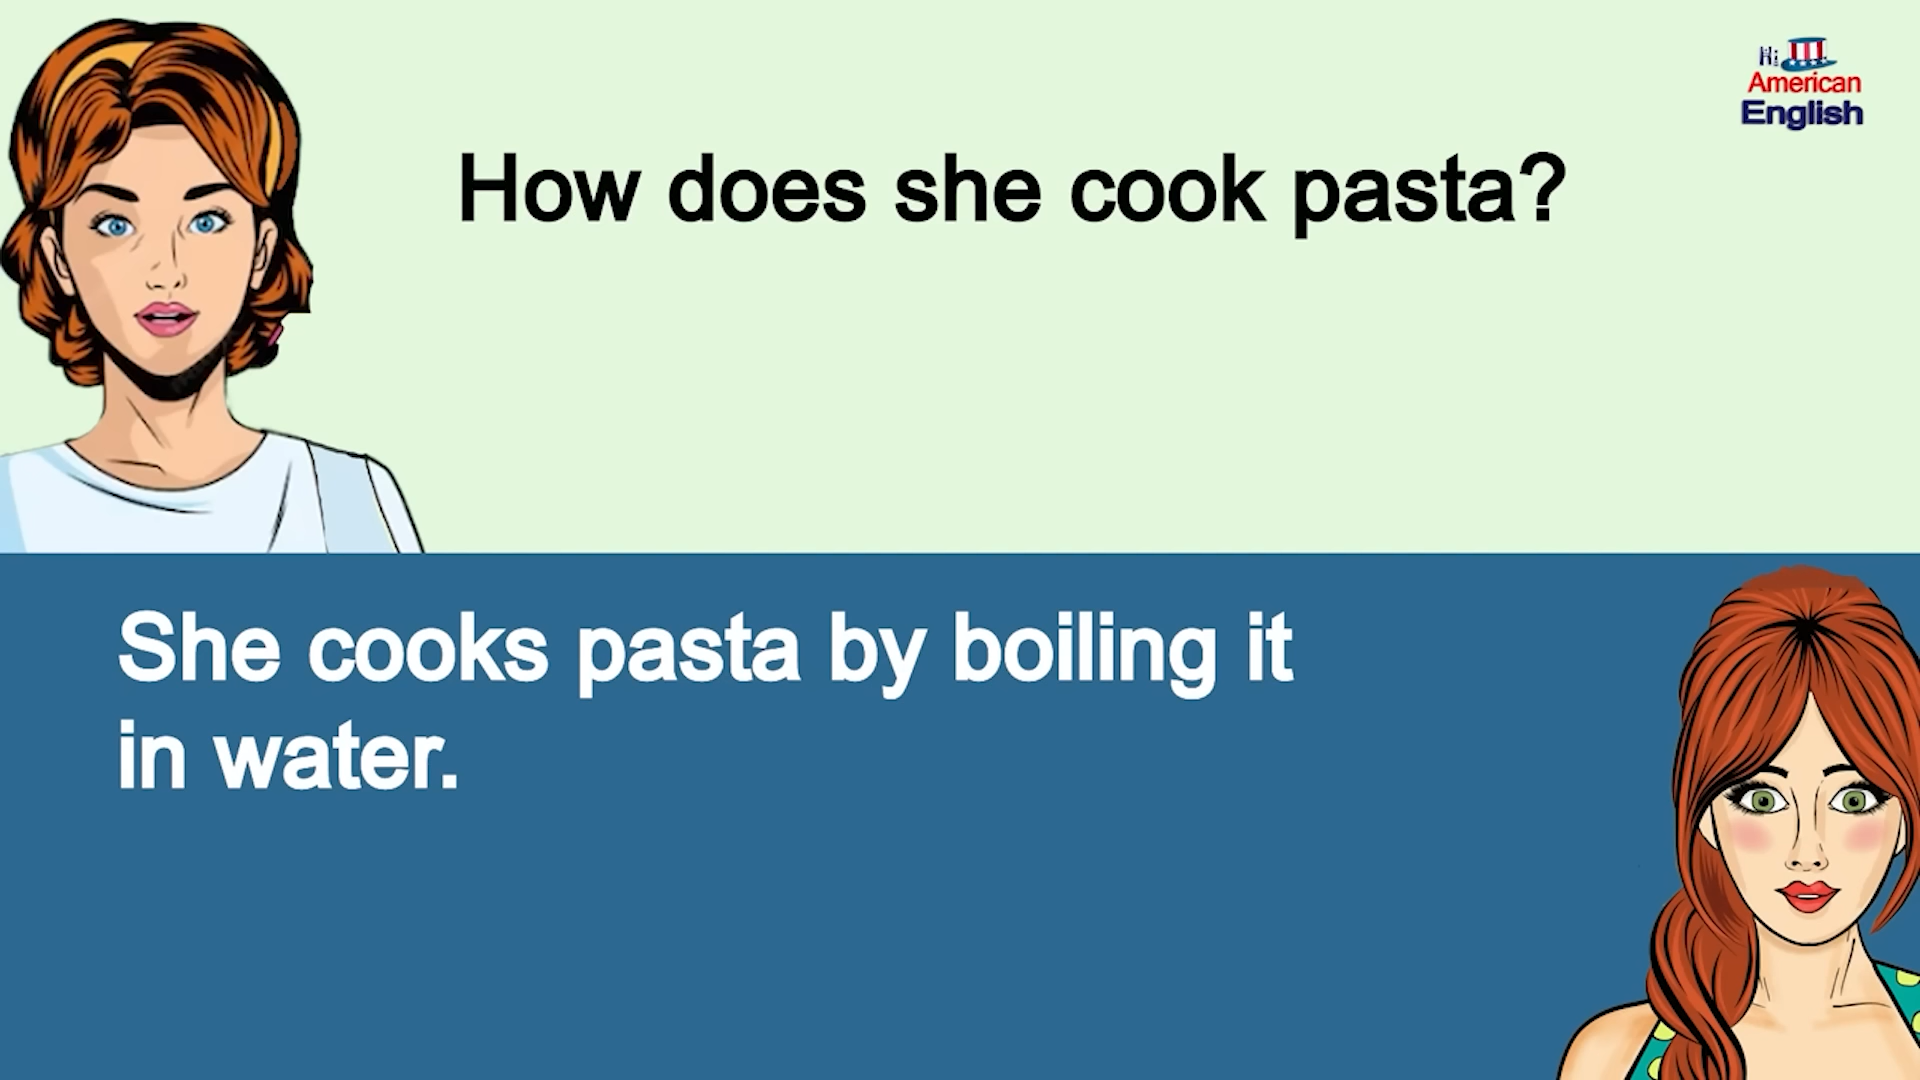 Hi
American
English
How does she cook pasta?
She cooks pasta by boiling it
in water.